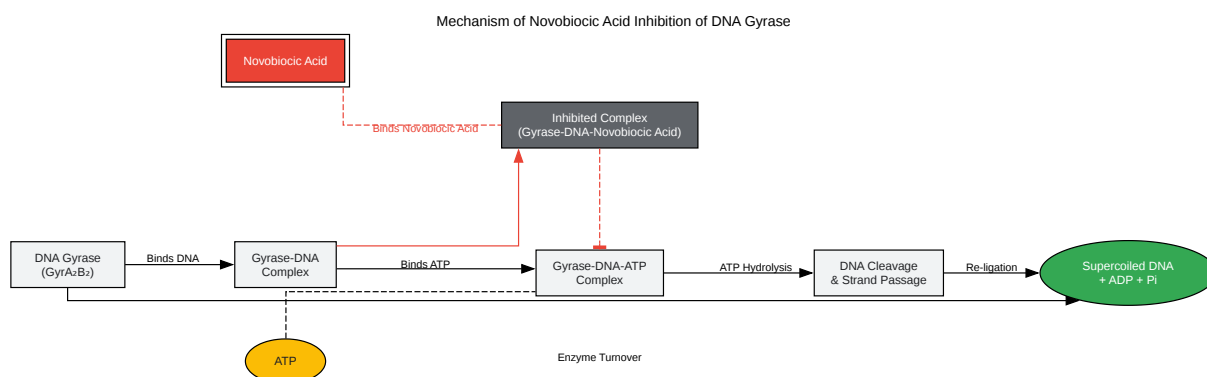 Mechanism of Novobiocic Acid Inhibition of DNA Gyrase
Novobiocic Acid
Binds Novobiocic Acid
Inhibited Complex
(Gyrase-DNA-Novobiocic Acid)
DNA Gyrase
(GyrA₂B₂)
Binds DNA
Gyrase-DNA
Complex
Binds ATP
Gyrase-DNA-ATP
Complex
ATP Hydrolysis
DNA Cleavage
& Strand Passage
Re-ligation
Supercoiled DNA
+ ADP + Pi
ATP
Enzyme Turnover